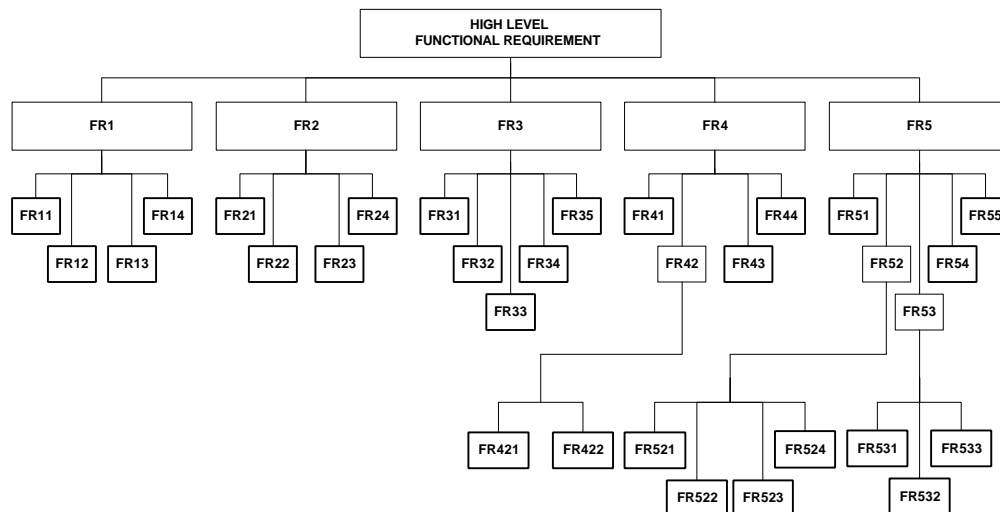 HIGH LEVEL
FUNCTIONAL REQUIREMENT
FR1
FR2
FR3
FR4
FR5
FR11
FR14
FR21
FR24
FR31
FR35
FR41
FR44
FR51
FR55
FR12
FR13
FR22
FR23
FR32
FR34
FR42
FR43
FR52
FR54
FR33
FR53
FR421
FR422
FR521
FR524
FR531
FR533
FR522
FR523
FR532